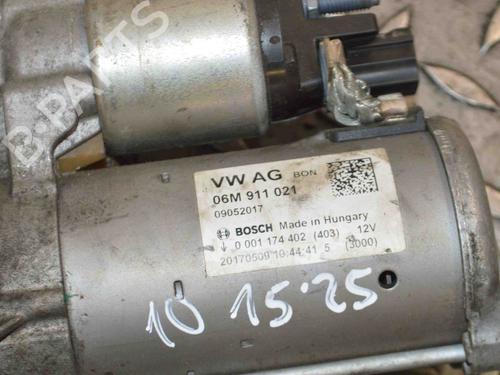 B-PARTS
VW AG BON
06M 911 021
09052017
BOSCH Made in Hungary
0 001 174 402 (403) 12V
20170509 10:44:41 5 (3000)
10 15.25